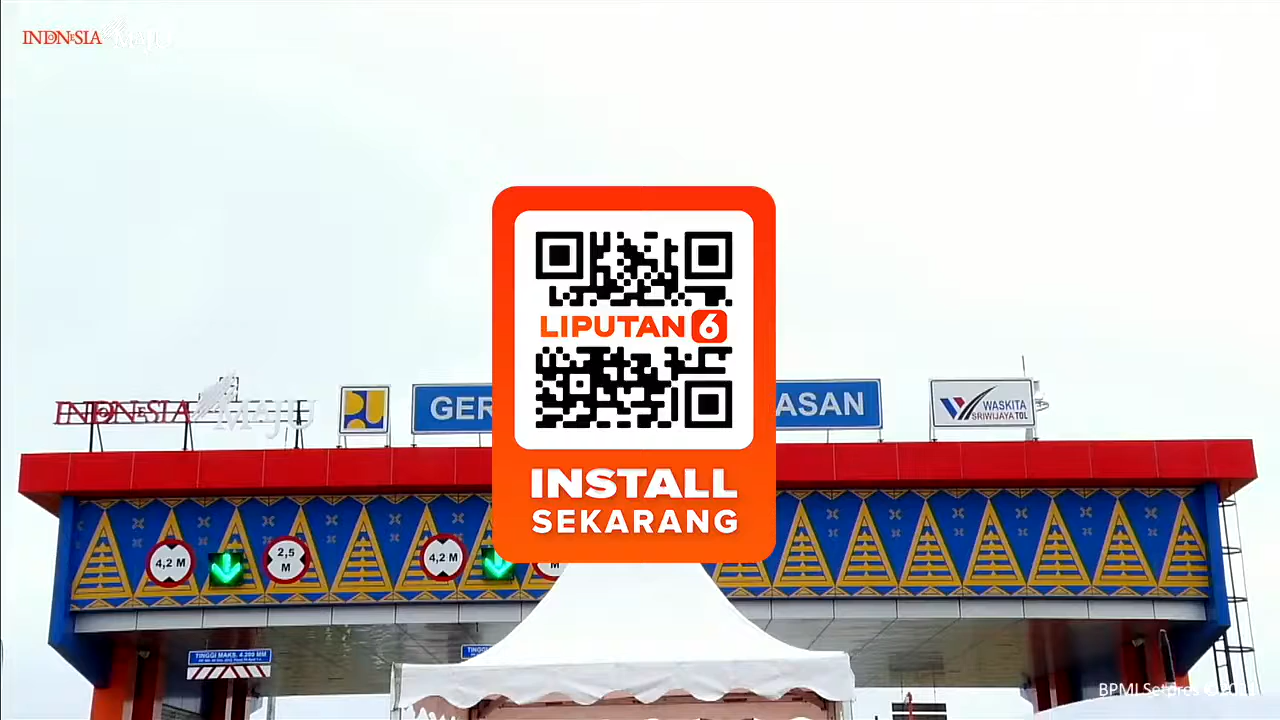 INDONESIA
LIPUTAN 6
INDONESIA MAJU
GER
ASAN
WASKITA
SRIWIJAYA TOL
INSTALL
SEKARANG
4,2 M
2,5
M
4,2 M
M
TINGGI MAKS. 4.200 MM
TINGG
BPMI Setpres